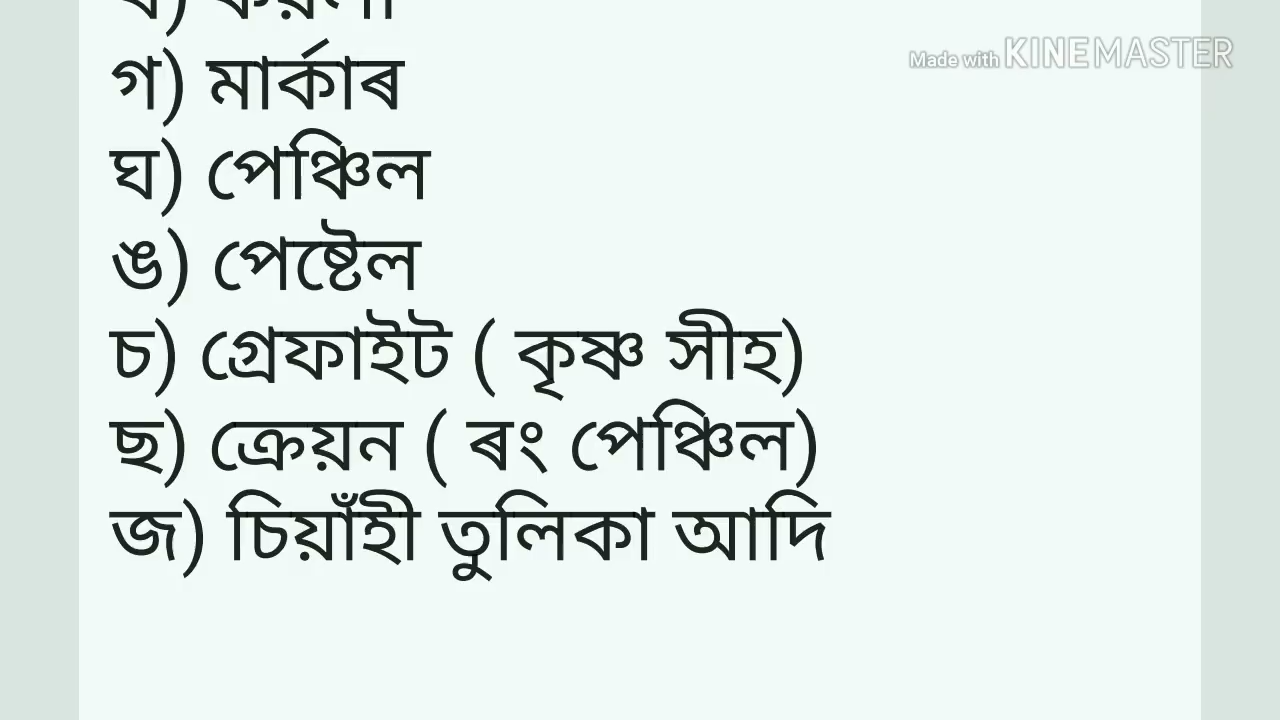 Made with KINEMASTER
গ) মাৰ্কাৰ
ঘ) পেঞ্চিল
ঙ) পেষ্টেল
চ) গ্ৰেফাইট ( কৃষ্ণ সীহ)
ছ) ক্ৰেয়ন ( ৰং পেঞ্চিল)
জ) চিয়াঁহী তুলিকা আদি